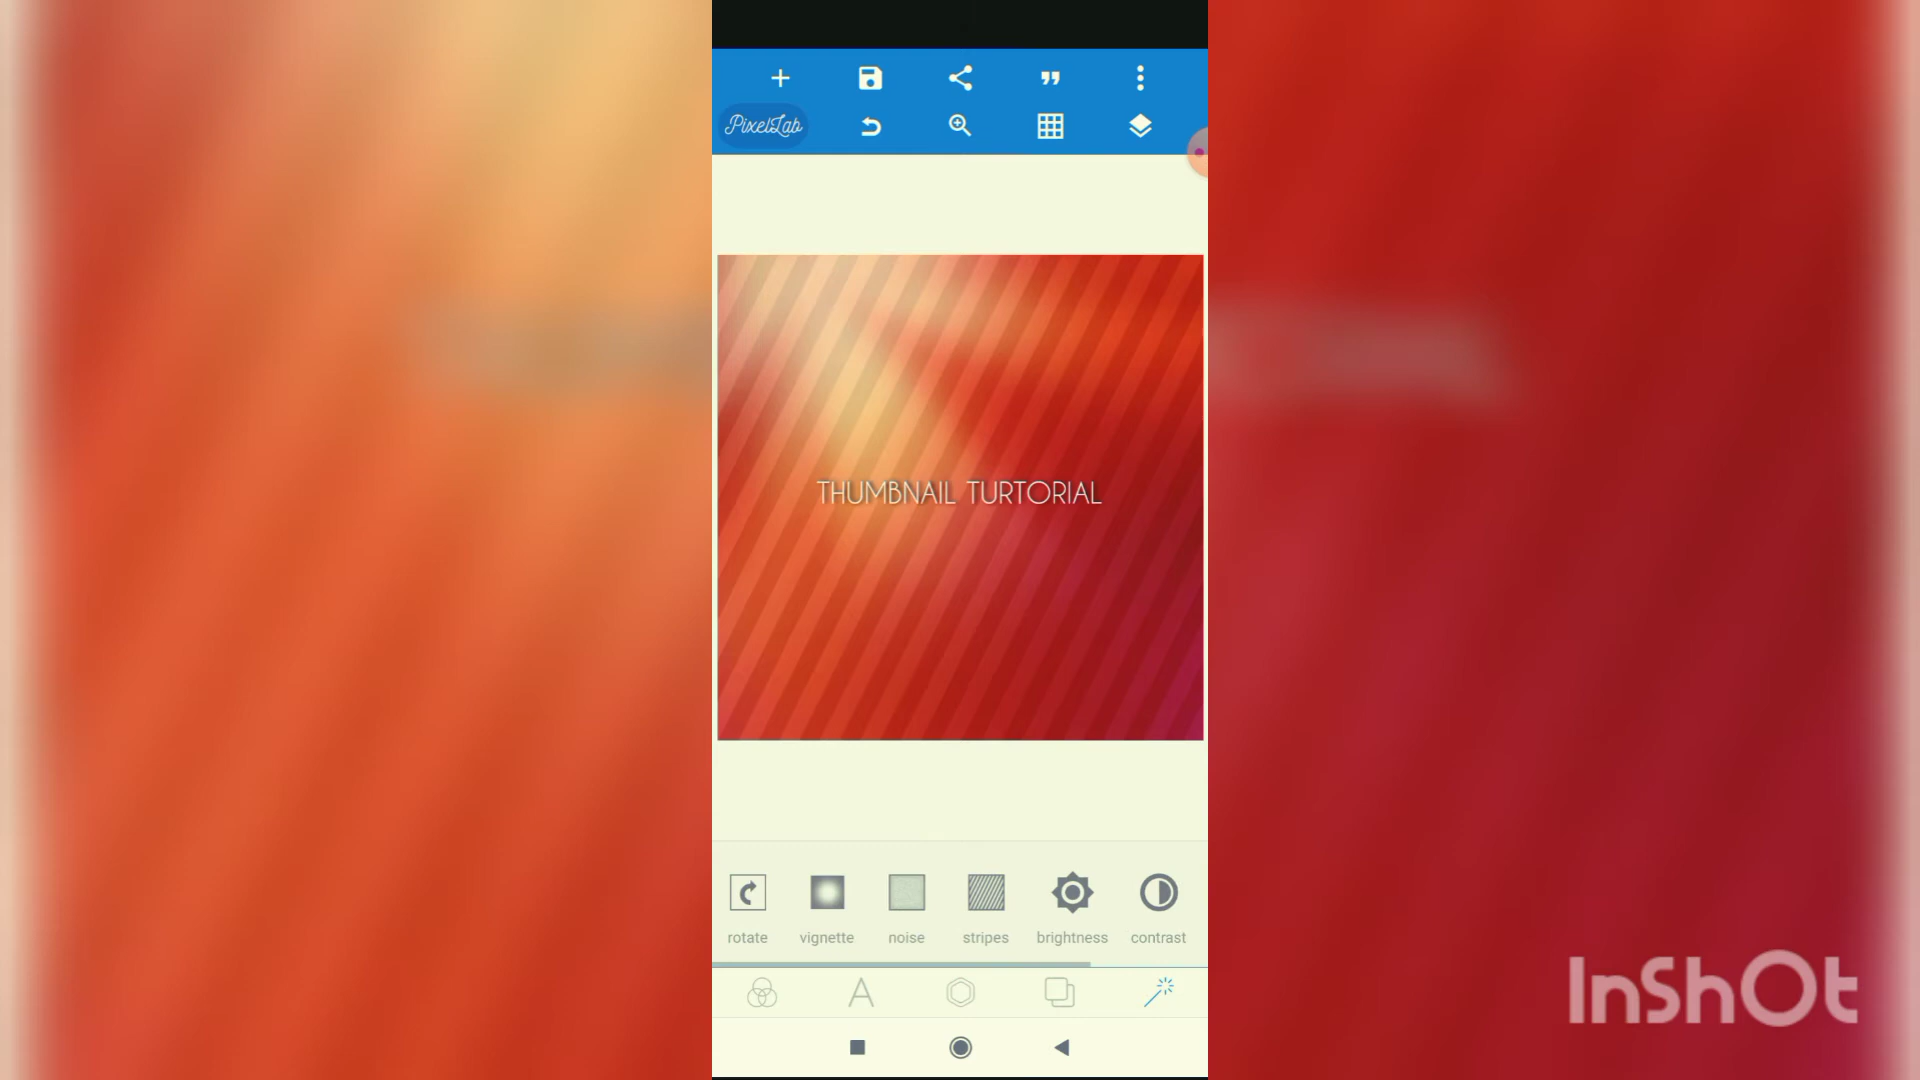 PixelLab
THUMBNAIL TURTORIAL
rotate vignette noise stripes brightness contrast
InShOt